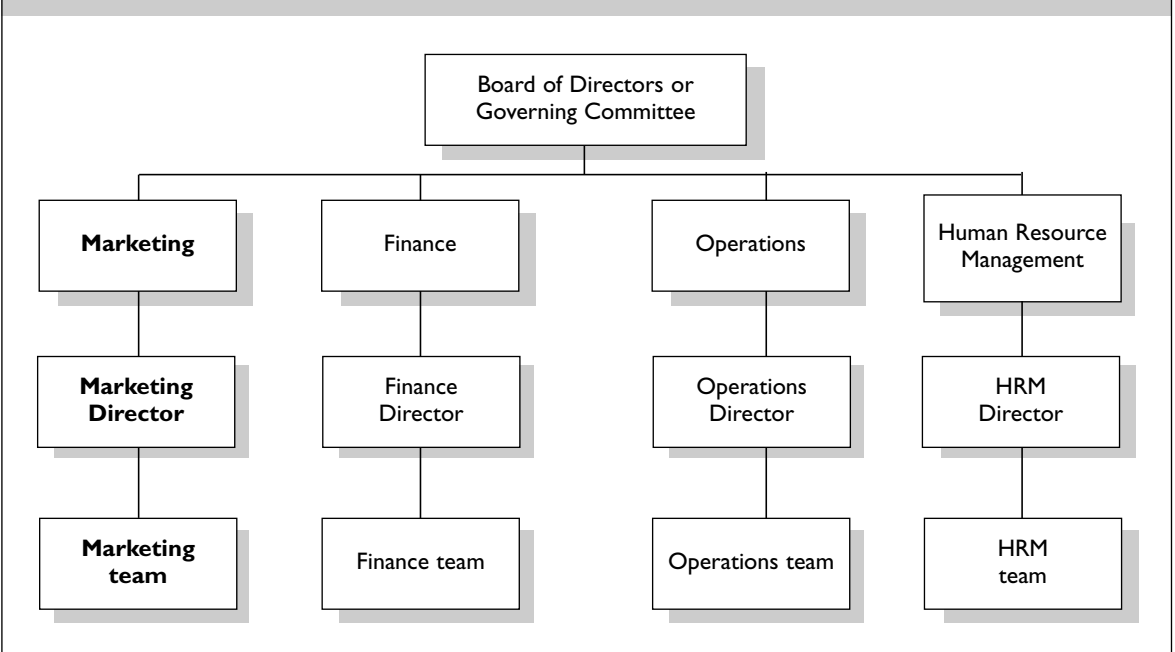 Board of Directors or
Governing Committee
Marketing
Finance
Operations
Human Resource
Management
Marketing
Director
Finance
Director
Operations
Director
HRM
Director
Marketing
team
Finance team
Operations team
HRM
team